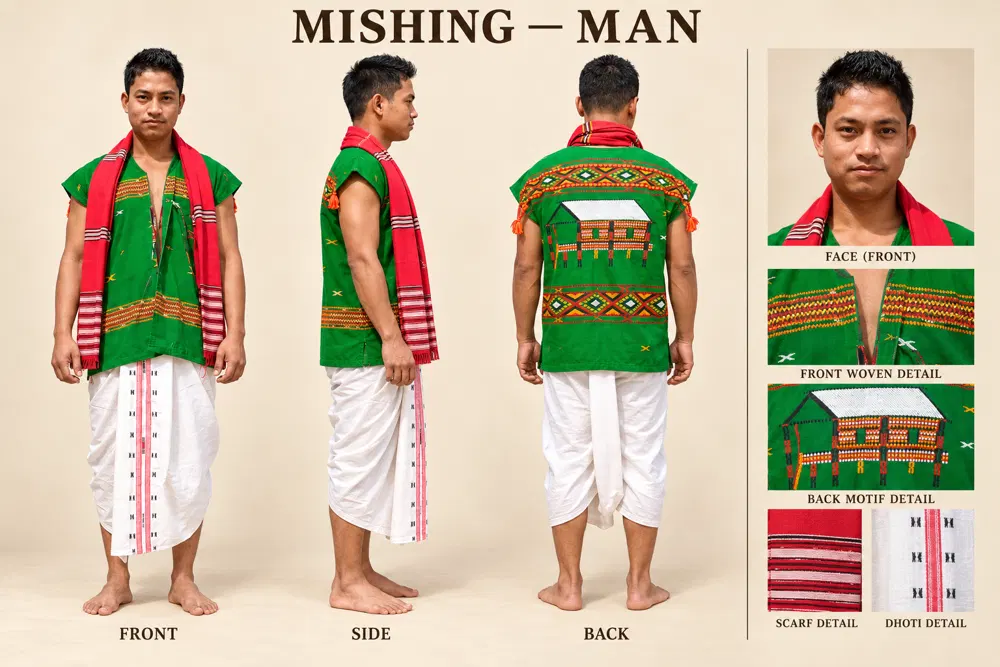 MISHING — MAN
FRONT
SIDE
BACK
FACE (FRONT)
FRONT WOVEN DETAIL
BACK MOTIF DETAIL
SCARF DETAIL
DHOTI DETAIL